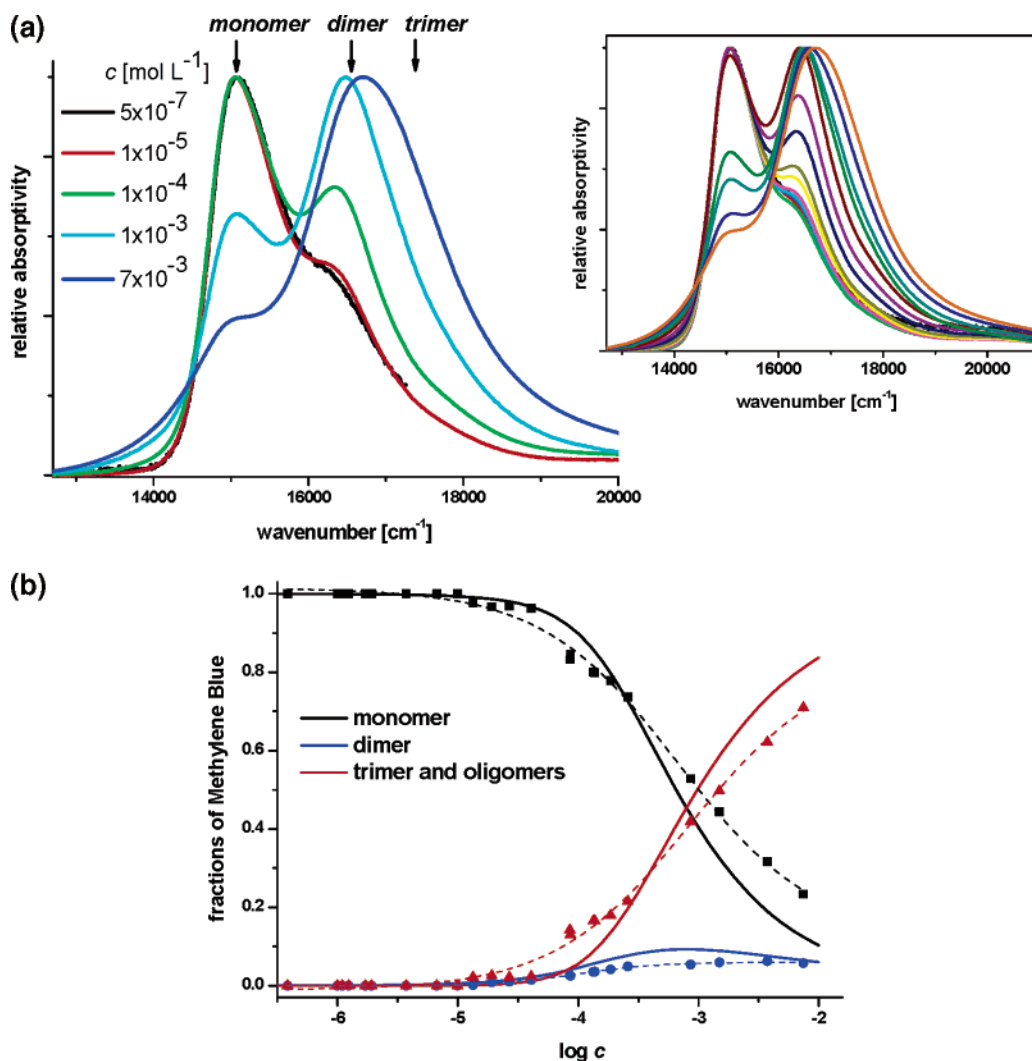 (a)
monomer dimer trimer
c [mol L⁻¹]
5x10⁻⁷
1x10⁻⁵
1x10⁻⁴
1x10⁻³
7x10⁻³
relative absorptivity
14000 16000 18000 20000
wavenumber [cm⁻¹]
relative absorptivity
14000 16000 18000 20000
wavenumber [cm⁻¹]
(b)
fractions of Methylene Blue
1.0
0.8
0.6
0.4
0.2
0.0
monomer
dimer
trimer and oligomers
-6 -5 -4 -3 -2
log c